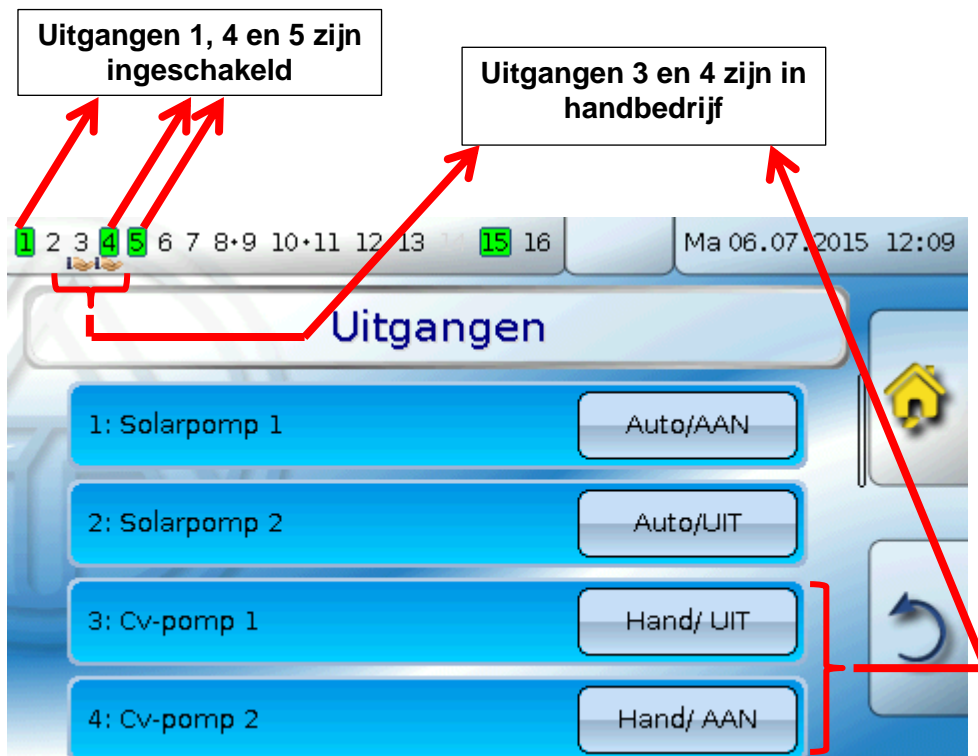 Uitgangen 1, 4 en 5 zijn
ingeschakeld
Uitgangen 3 en 4 zijn in
handbedrijf
1 2 3 4 5 6 7 8•9 10•11 12 13 15 16
Ma 06.07.2015 12:09
Uitgangen
1: Solarpomp 1
Auto/AAN
2: Solarpomp 2
Auto/UIT
3: Cv-pomp 1
Hand/ UIT
4: Cv-pomp 2
Hand/ AAN